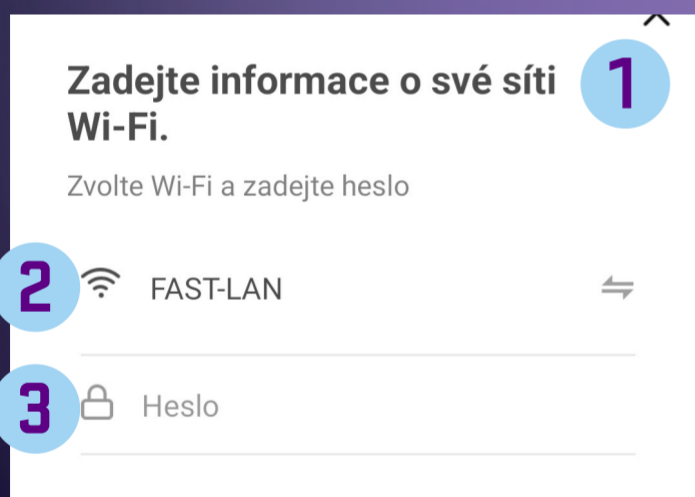 Zadejte informace o své síti
Wi-Fi.
1
Zvolte Wi-Fi a zadejte heslo
2
FAST-LAN
3
Heslo